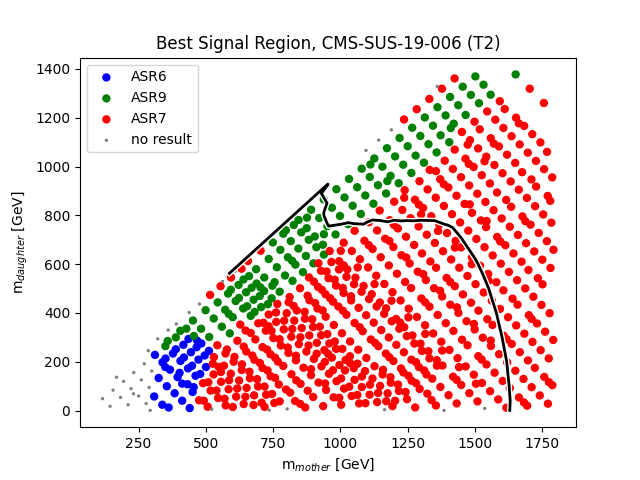 Best Signal Region, CMS-SUS-19-006 (T2)
ASR6
ASR9
ASR7
no result
1400
1200
1000
800
600
400
200
0
m_daughter [GeV]
250
500
750
1000
1250
1500
1750
m_mother [GeV]